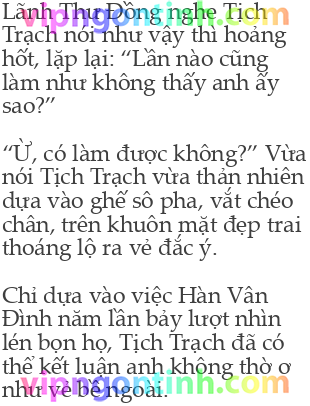 vipngontinh.com
Lãnh Thư Đồng nghe Tịch
Trạch nói như vậy thì hoảng
hốt, lặp lại: “Lần nào cũng
làm như không thấy anh ấy
sao?”
“Ừ, có làm được không?” Vừa
nói Tịch Trạch vừa thản nhiên
dựa vào ghế sô pha, vắt chéo
chân, trên khuôn mặt đẹp trai
thoáng lộ ra vẻ đắc ý.
Chỉ dựa vào việc Hàn Vân
Đình năm lần bảy lượt nhìn
lén bọn họ, Tịch Trạch đã có
thể kết luận anh không thờ ơ
như vẻ bề ngoài.
vipngontinh.com